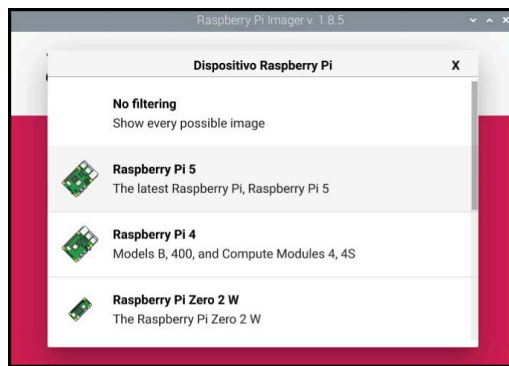 Raspberry Pi Imager v. 1.8.5
Dispositivo Raspberry Pi
X
No filtering
Show every possible image
Raspberry Pi 5
The latest Raspberry Pi, Raspberry Pi 5
Raspberry Pi 4
Models B, 400, and Compute Modules 4, 4S
Raspberry Pi Zero 2 W
The Raspberry Pi Zero 2 W